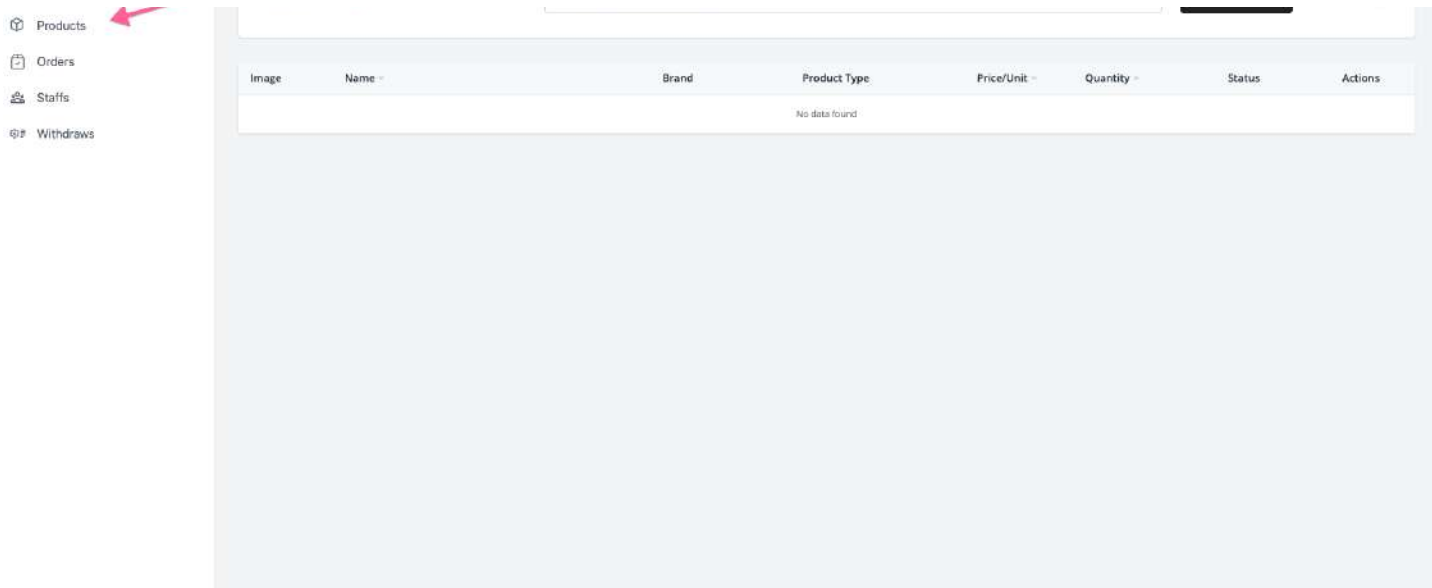 Products
Orders
Staffs
Withdraws
Image Name Brand Product Type Price/Unit Quantity Status Actions
No data found